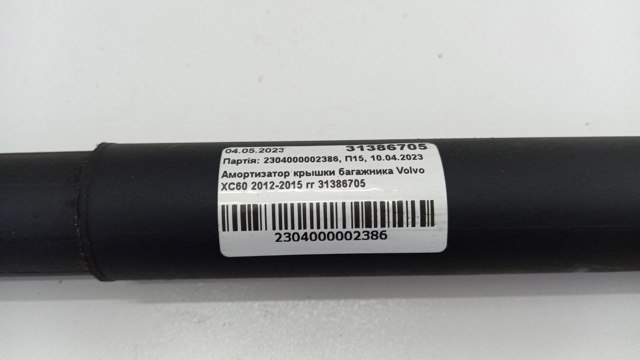 04.05.2023 31386705
Партія: 2304000002386, П15, 10.04.2023
Амортизатор крышки багажника Volvo
XC60 2012-2015 гг 31386705
2304000002386